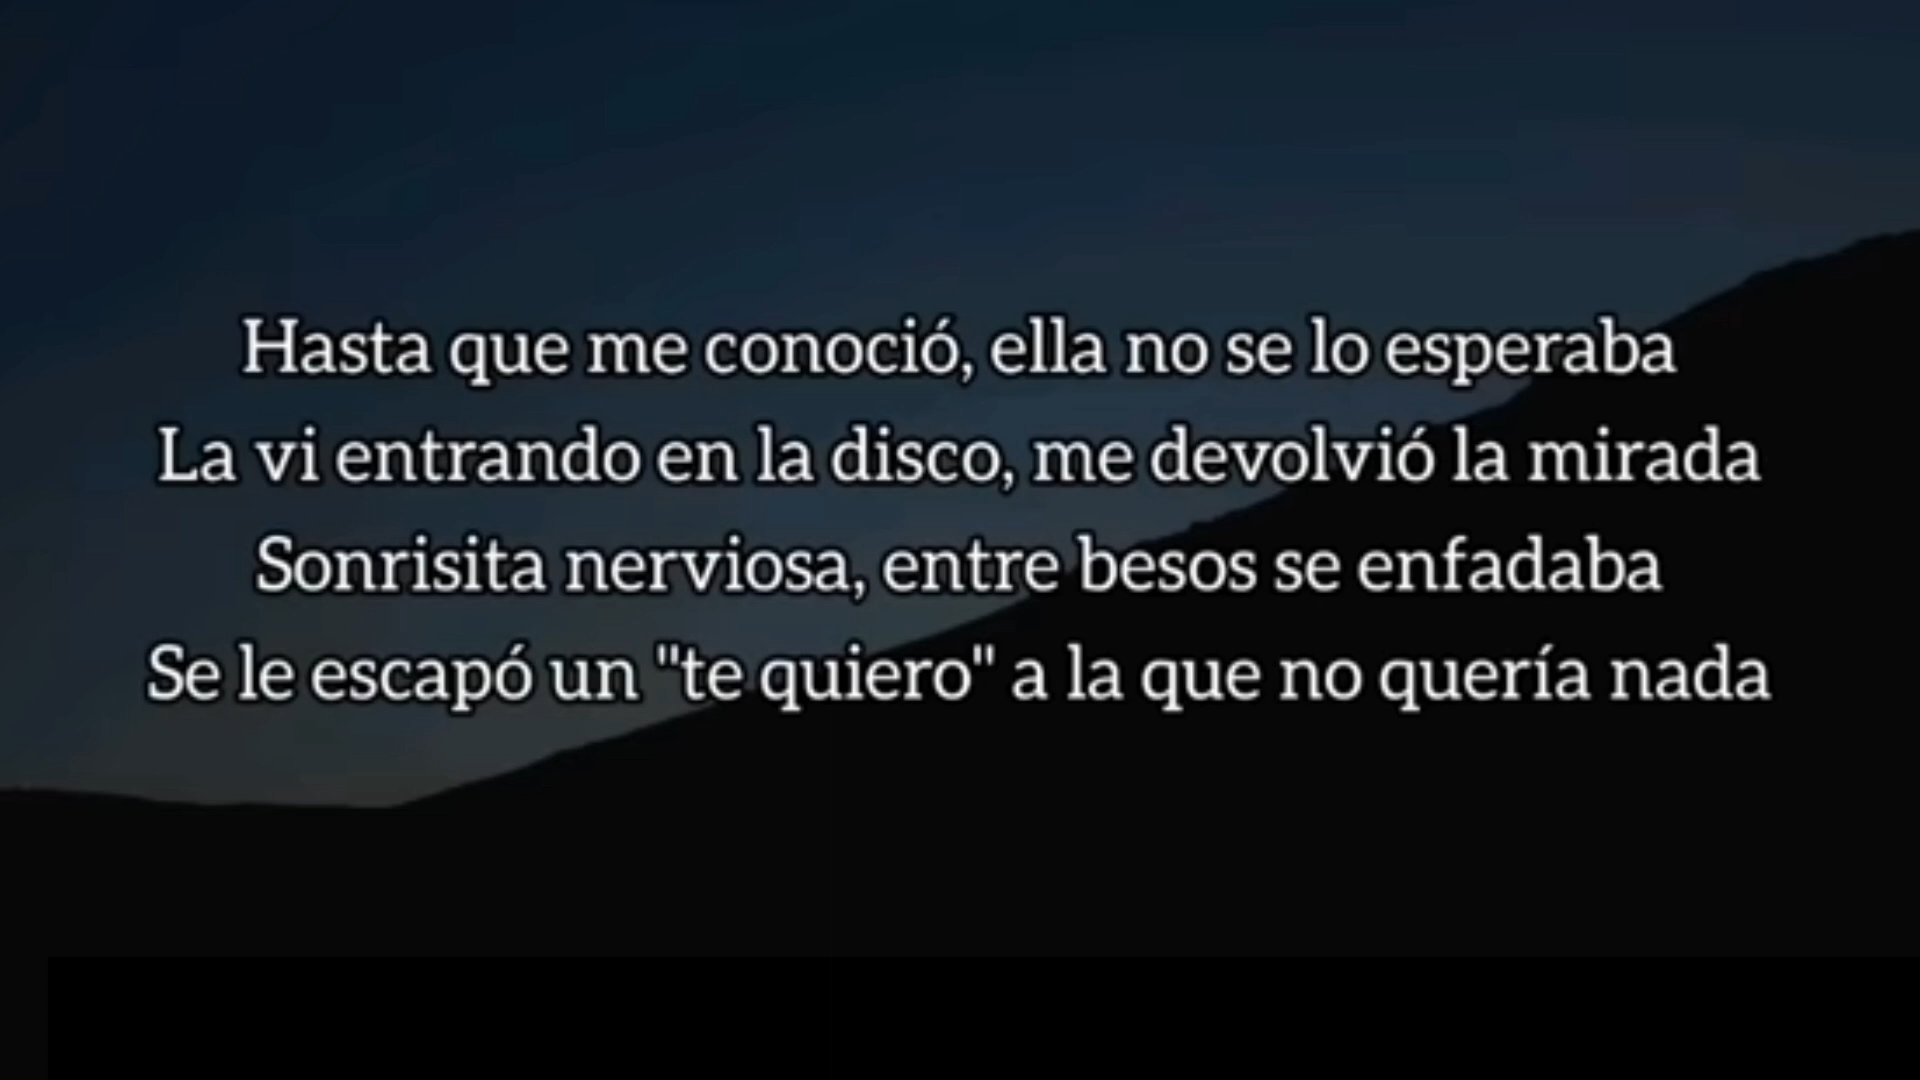 Hasta que me conoció, ella no se lo esperaba
La vi entrando en la disco, me devolvió la mirada
Sonrisita nerviosa, entre besos se enfadaba
Se le escapó un "te quiero" a la que no quería nada